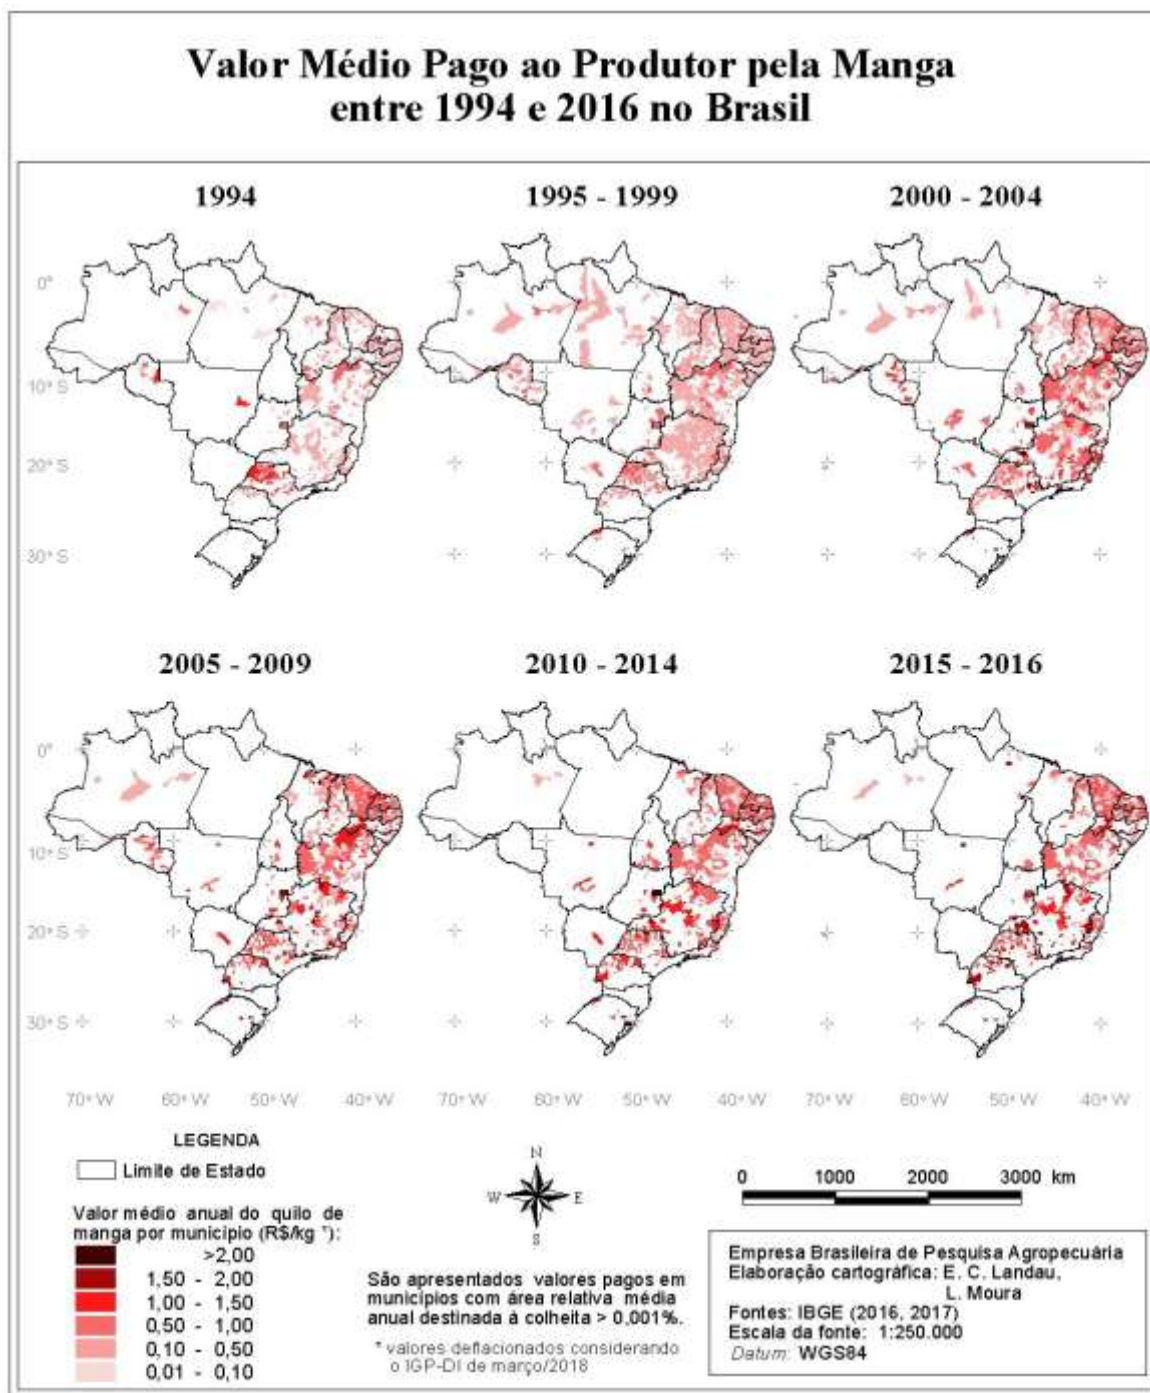 Valor Médio Pago ao Produtor pela Manga
entre 1994 e 2016 no Brasil
1994
1995 - 1999
2000 - 2004
0°
10° S
20° S
30° S
2005 - 2009
2010 - 2014
2015 - 2016
0°
10° S
20° S
30°
70° W 60° W 50° W 40° W
70° W 60° W 50° W 40° W
70° W 60° W 50° W 40° W
LEGENDA
Limite de Estado
Valor médio anual do quilo de
manga por município (R$/kg *):
>2,00
1,50 - 2,00
1,00 - 1,50
0,50 - 1,00
0,10 - 0,50
0,01 - 0,10
N
W E
S
São apresentados valores pagos em
municípios com área relativa média
anual destinada à colheita > 0.001%.
* valores deflacionados considerando
o IGP-DI de março/2018
0 1000 2000 3000 km
Empresa Brasileira de Pesquisa Agropecuária
Elaboração cartográfica: E. C. Landau,
L. Moura
Fontes: IBGE (2016, 2017)
Escala da fonte: 1:250.000
Datum: WGS84